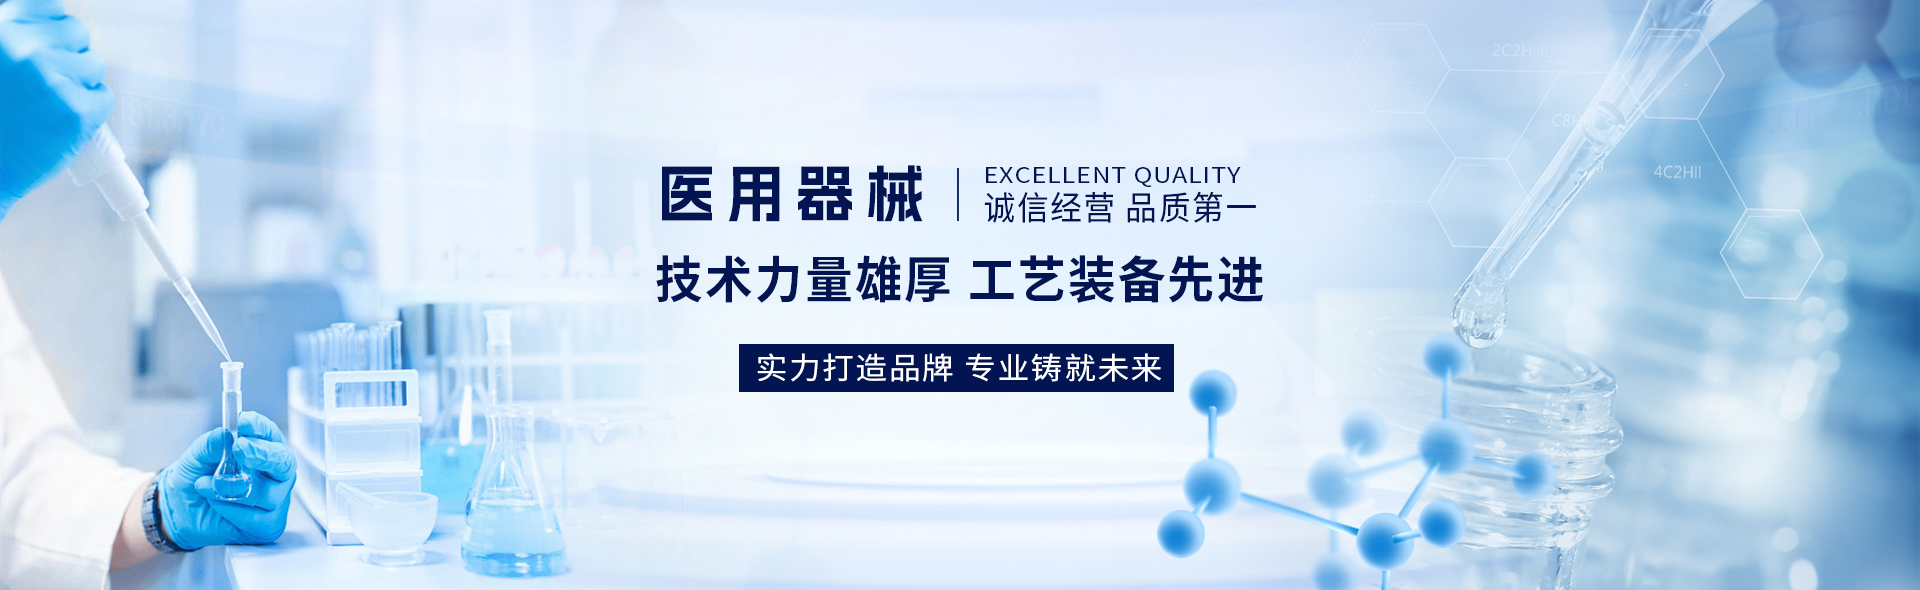 医用器械
EXCELLENT QUALITY
诚信经营 品质第一
技术力量雄厚 工艺装备先进
实力打造品牌 专业铸就未来
2C2HIIII
4C2HII